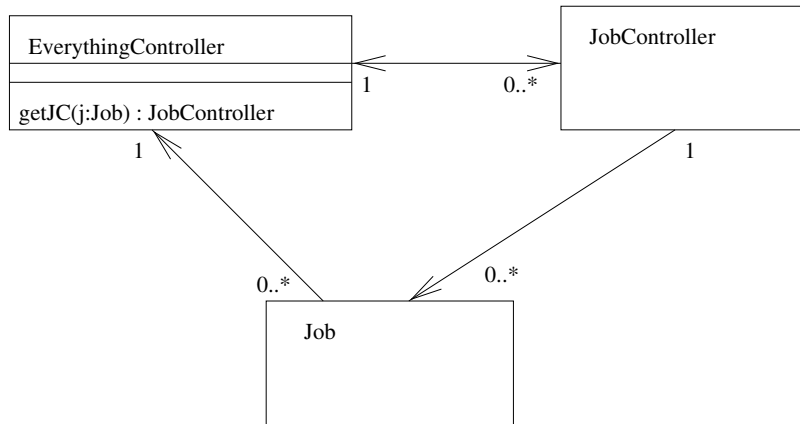 EverythingController
JobController
1
0..*
getJC(j:Job) : JobController
1
1
0..*
0..*
Job